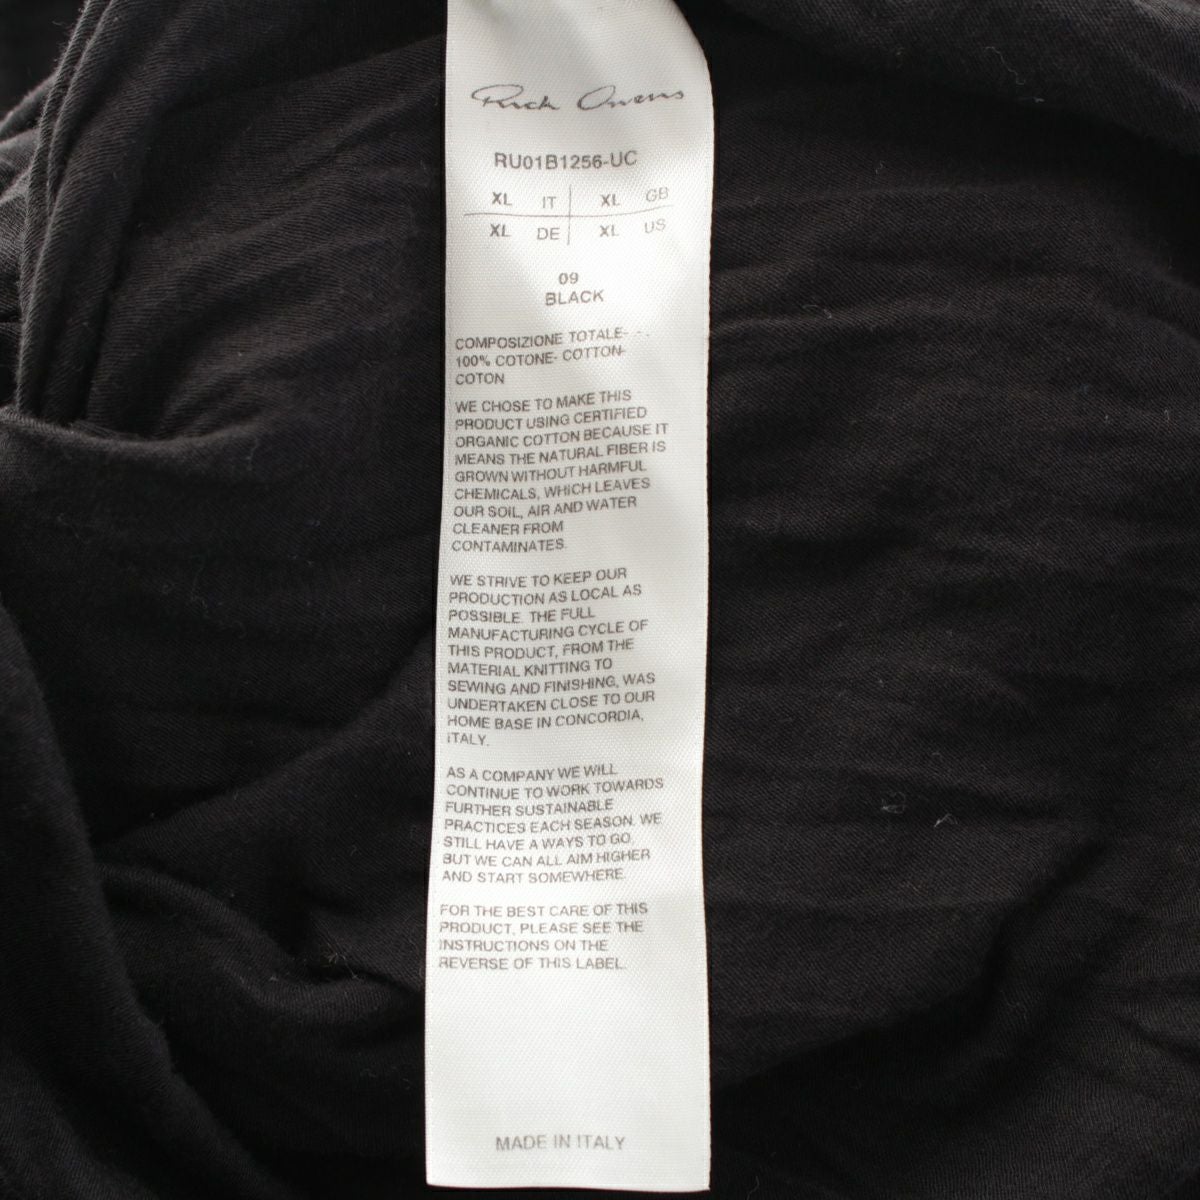 Rick Owens
RU01B1256-UC
XL IT XL GB
XL DE XL US
09
BLACK
COMPOSIZIONE TOTALE-
100% COTONE- COTTON-
COTON
WE CHOSE TO MAKE THIS
PRODUCT USING CERTIFIED
ORGANIC COTTON BECAUSE IT
MEANS THE NATURAL FIBER IS
GROWN WITHOUT HARMFUL
CHEMICALS, WHICH LEAVES
OUR SOIL, AIR AND WATER
CLEANER FROM
CONTAMINATES.
WE STRIVE TO KEEP OUR
PRODUCTION AS LOCAL AS
POSSIBLE. THE FULL
MANUFACTURING CYCLE OF
THIS PRODUCT, FROM THE
MATERIAL KNITTING TO
SEWING AND FINISHING, WAS
UNDERTAKEN CLOSE TO OUR
HOME BASE IN CONCORDIA,
ITALY.
AS A COMPANY WE WILL
CONTINUE TO WORK TOWARDS
FURTHER SUSTAINABLE
PRACTICES EACH SEASON. WE
STILL HAVE A WAYS TO GO,
BUT WE CAN ALL AIM HIGHER
AND START SOMEWHERE.
FOR THE BEST CARE OF THIS
PRODUCT, PLEASE SEE THE
INSTRUCTIONS ON THE
REVERSE OF THIS LABEL.
MADE IN ITALY